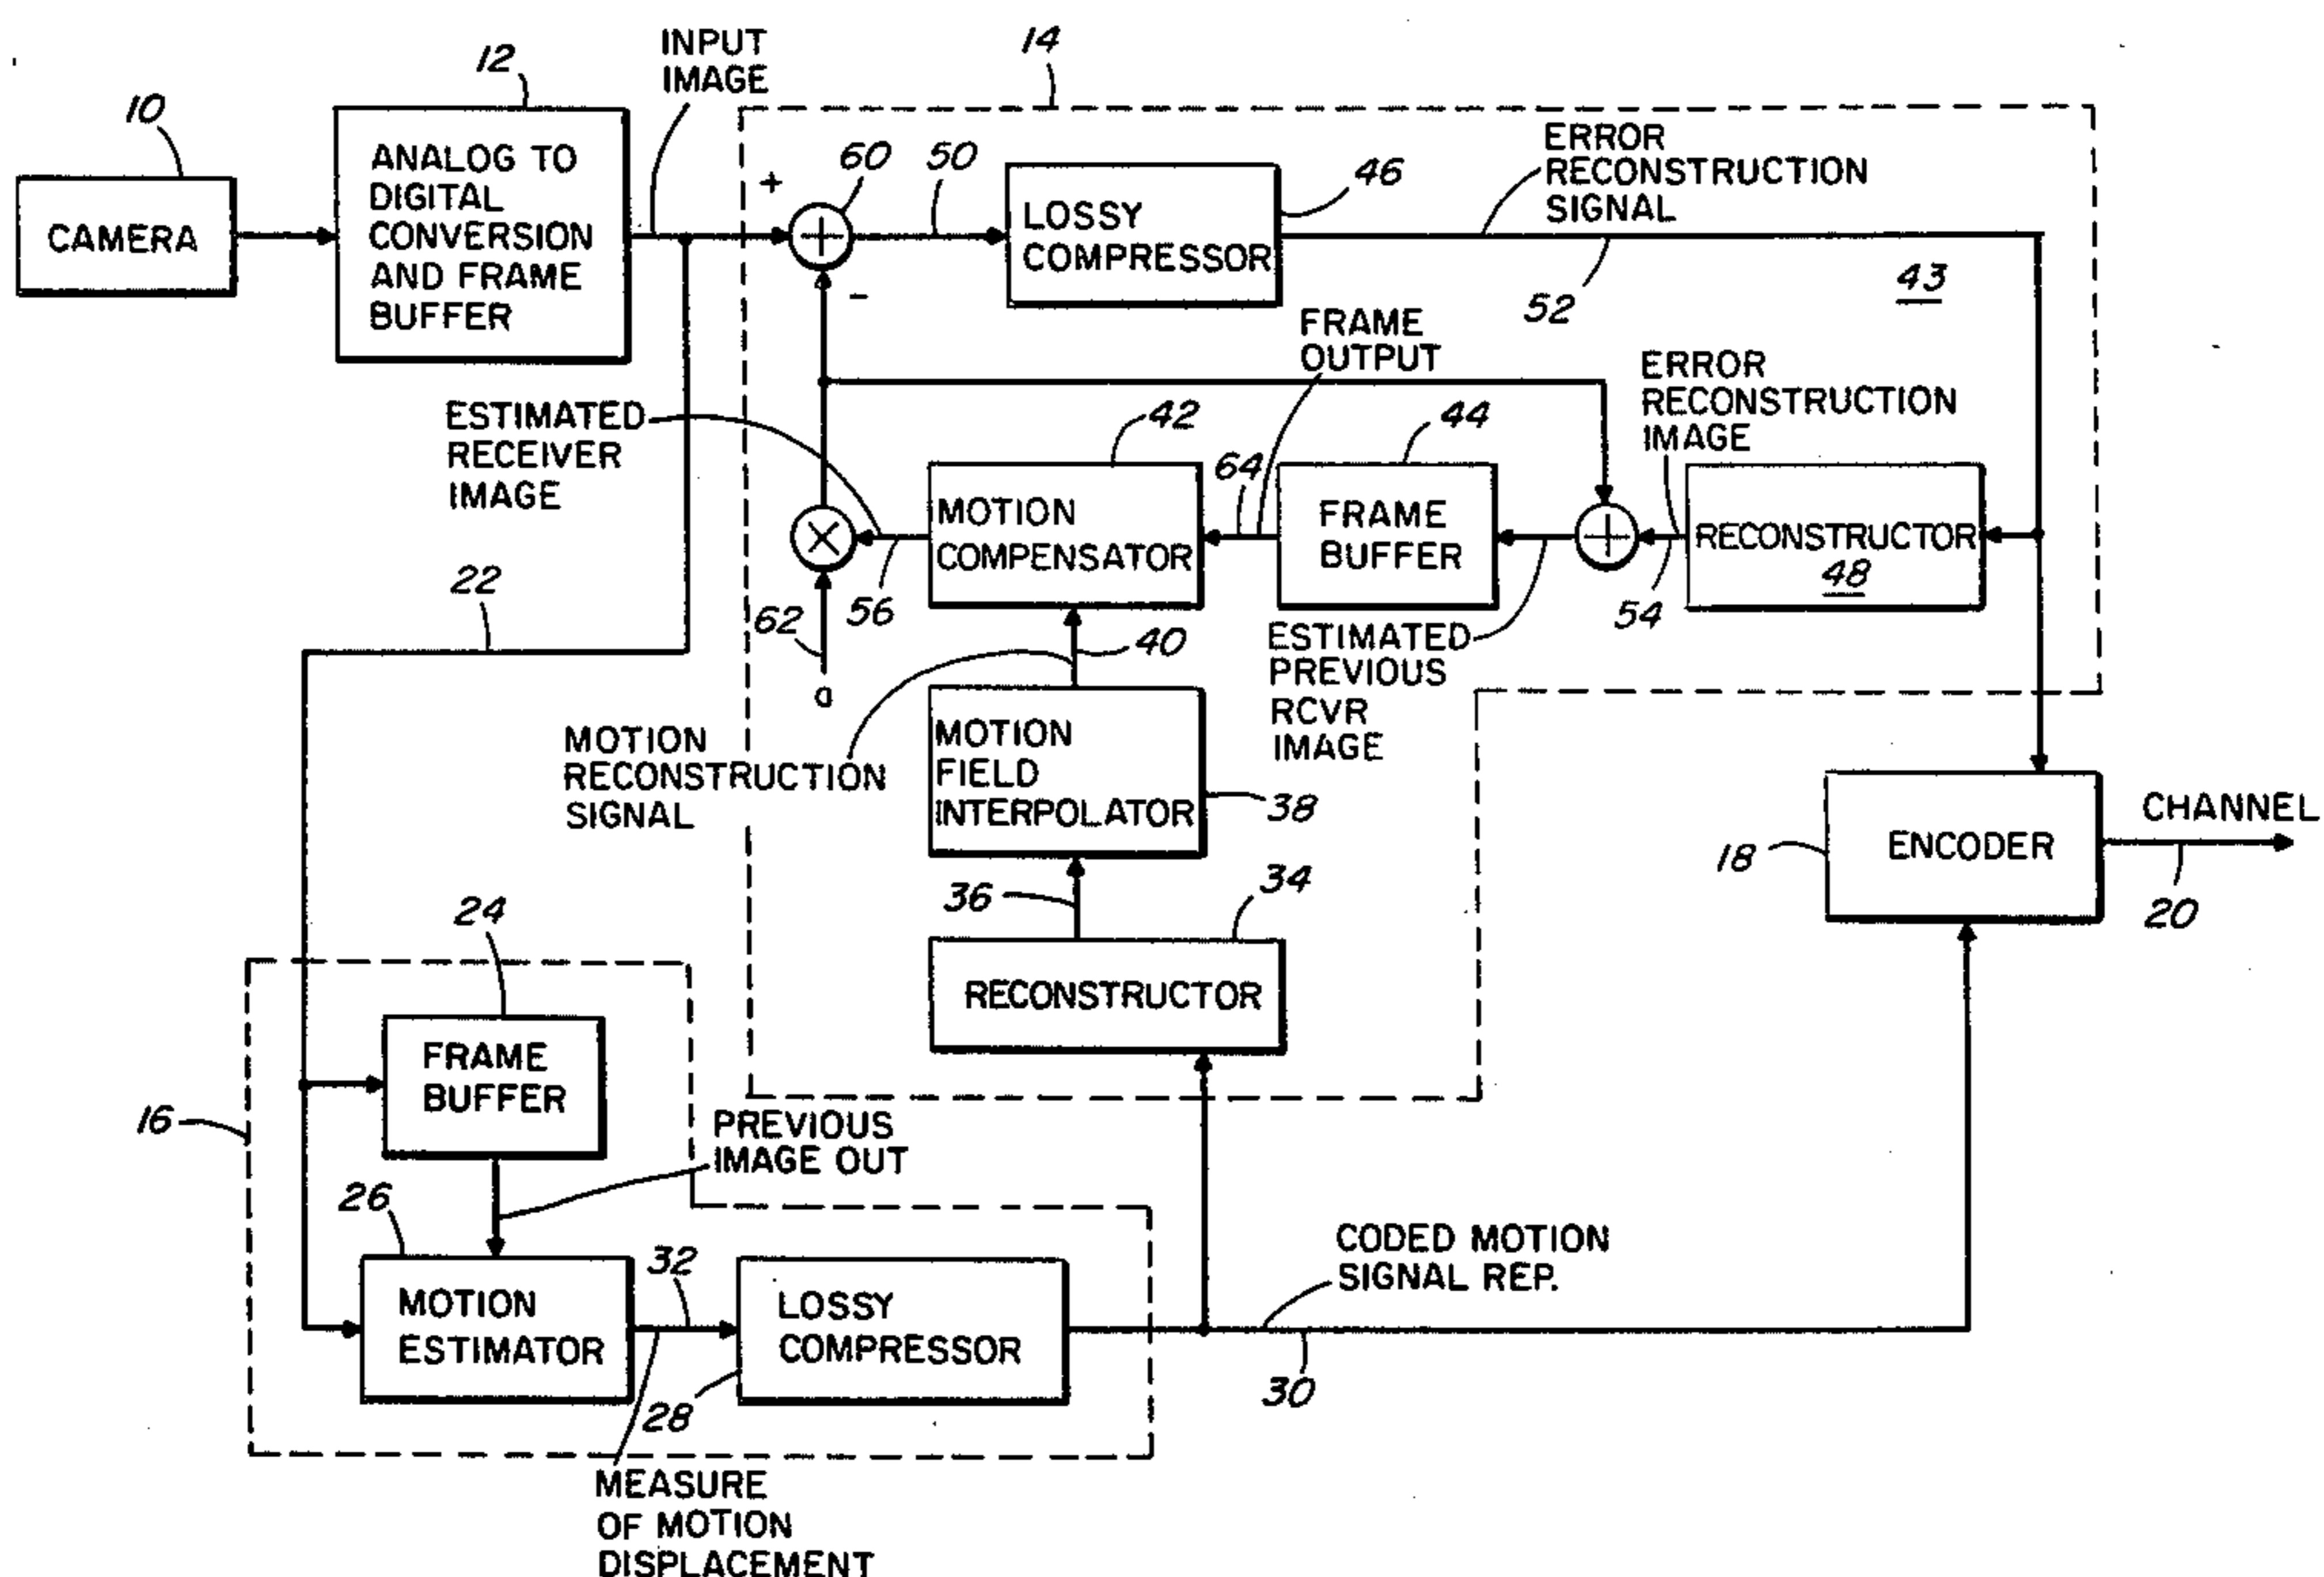 10
CAMERA
12
ANALOG TO
DIGITAL
CONVERSION
AND FRAME
BUFFER
INPUT
IMAGE
14
+
60
-
50
LOSSY
COMPRESSOR
46
ERROR
RECONSTRUCTION
SIGNAL
52
43
FRAME
OUTPUT
ERROR
RECONSTRUCTION
IMAGE
ESTIMATED
RECEIVER
IMAGE
42
MOTION
COMPENSATOR
64
44
FRAME
BUFFER
RECONSTRUCTOR
48
54
56
62
a
22
40
ESTIMATED
PREVIOUS
RCVR
IMAGE
MOTION
RECONSTRUCTION
SIGNAL
MOTION
FIELD
INTERPOLATOR
38
36
34
RECONSTRUCTOR
18
ENCODER
CHANNEL
20
24
FRAME
BUFFER
16
PREVIOUS
IMAGE OUT
26
MOTION
ESTIMATOR
32
28
LOSSY
COMPRESSOR
CODED MOTION
SIGNAL REP.
30
MEASURE
OF MOTION
DISPLACEMENT